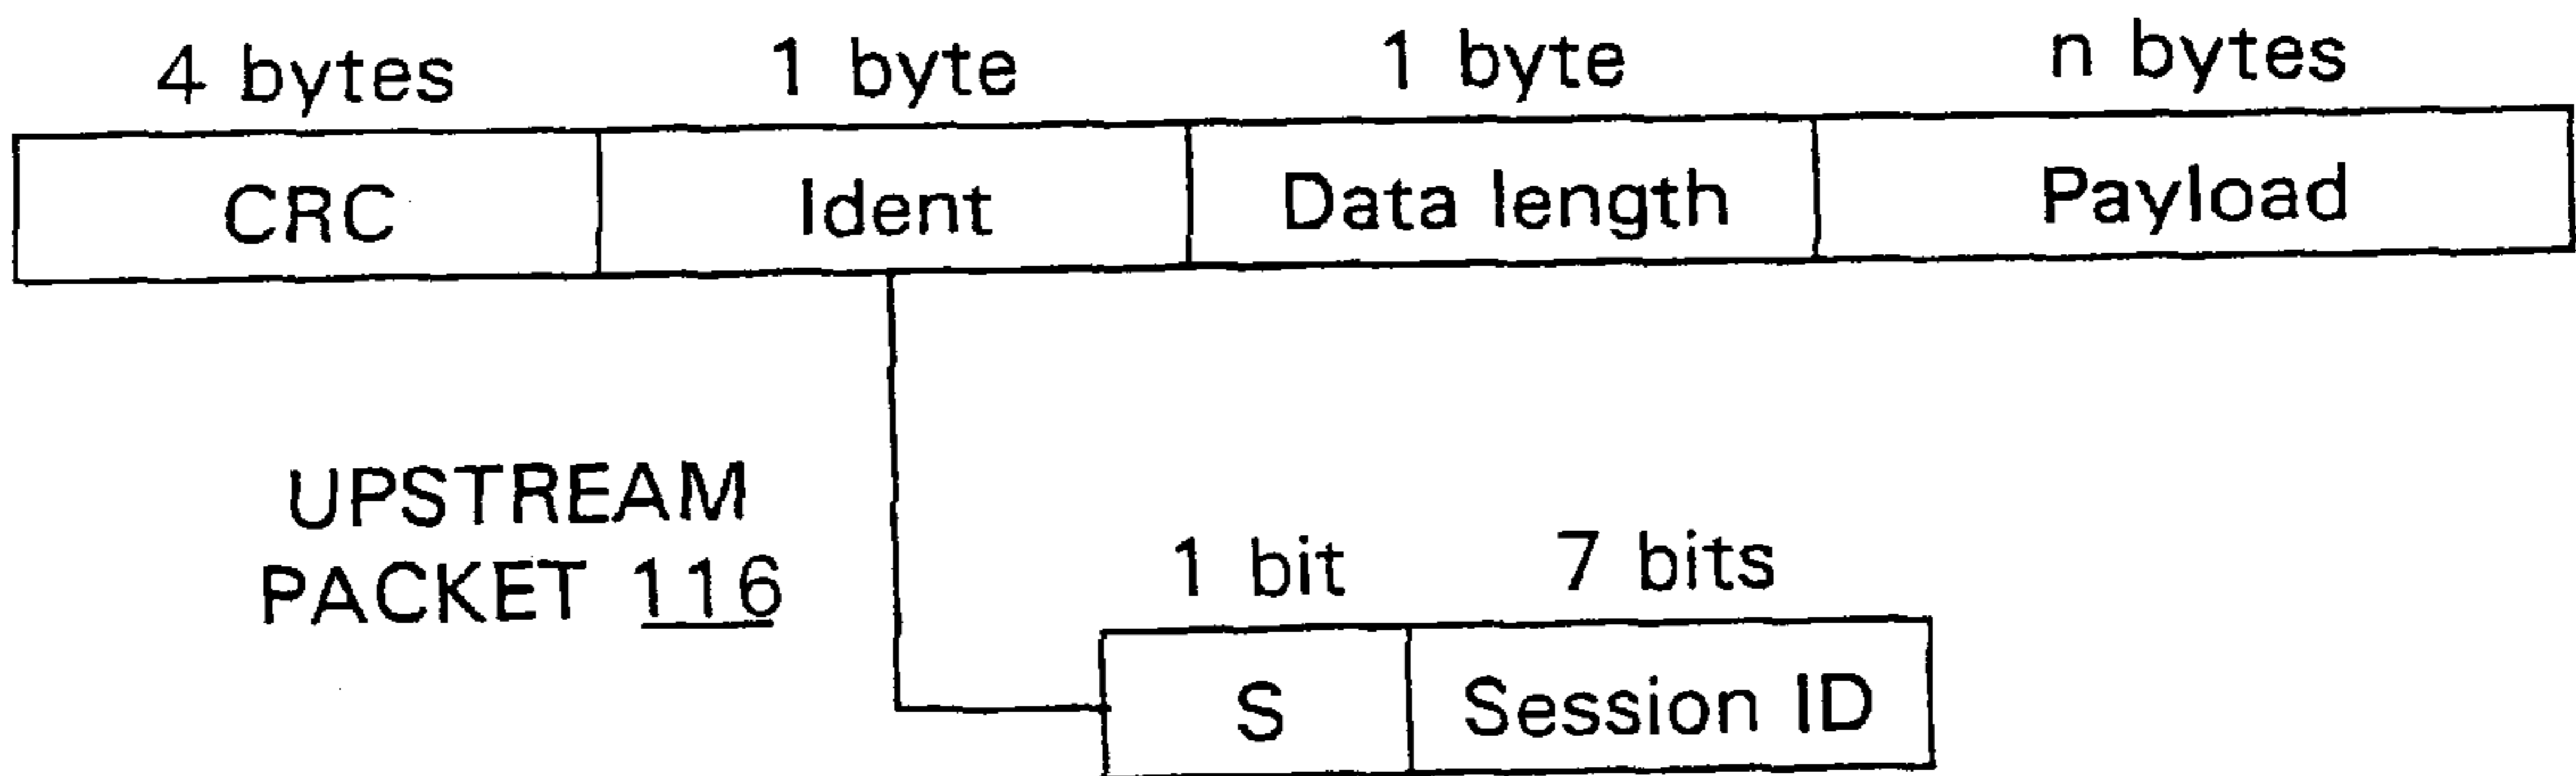 4 bytes 1 byte 1 byte n bytes
CRC Ident Data length Payload
UPSTREAM
PACKET 116
1 bit 7 bits
S Session ID